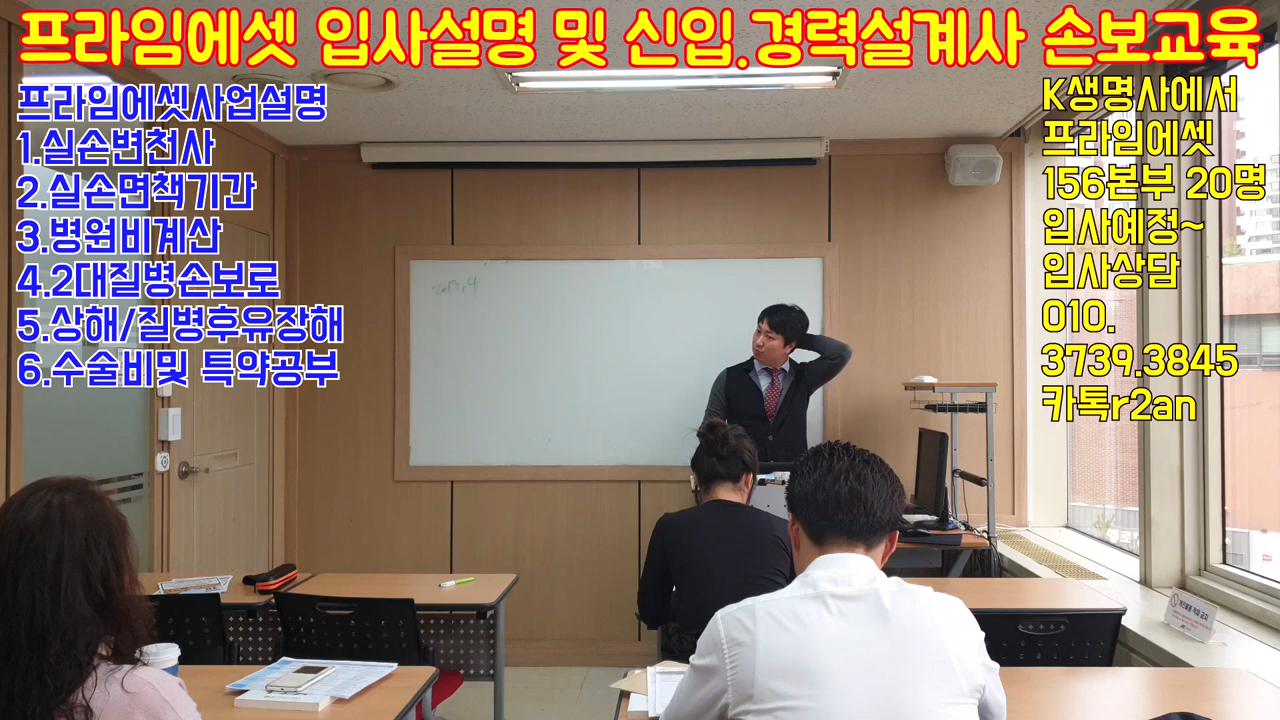 프라임에셋 입사설명 및 신입.경력설계사 손보교육
프라임에셋사업설명
1.실손변천사
2.실손면책기간
3.병원비계산
4.2대질병손보로
5.상해/질병후유장해
6.수술비및 특약공부
K생명사에서
프라임에셋
156본부 20명
입사예정~
입사상담
010.
3739.3845
카톡r2an
2017.4